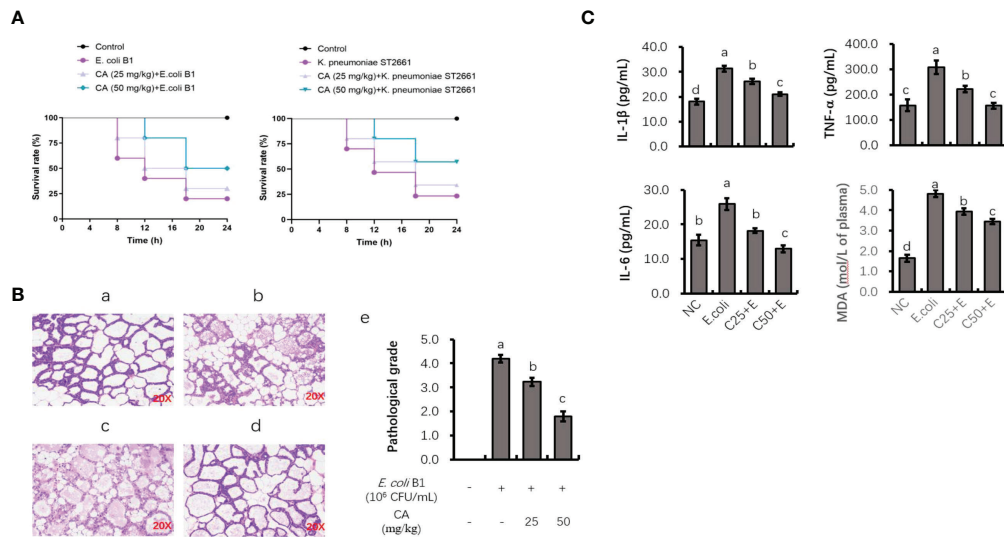 A
Control
E. coli B1
CA (25 mg/kg)+E.coli B1
CA (50 mg/kg)+E.coli B1
Survival rate (%)
100
75
50
25
0
0 4 8 12 16 20 24
Time (h)
Control
K. pneumoniae ST2661
CA (25 mg/kg)+K. pneumoniae ST2661
CA (50 mg/kg)+K. pneumoniae ST2661
Survival rate (%)
100
75
50
25
0
0 4 8 12 16 20 24
Time (h)
B
a
20X
b
20X
c
20X
d
20X
e
Pathological grade
5.0
4.0
3.0
2.0
1.0
0.0
a
b
c
E. coli B1
(10⁶ CFU/mL)
- + + +
CA
(mg/kg)
- - 25 50
C
IL-1β (pg/mL)
40.0
30.0
20.0
10.0
0.0
d
a
b
c
TNF-α (pg/mL)
400.0
300.0
200.0
100.0
0.0
c
a
b
c
IL-6 (pg/mL)
30.0
20.0
10.0
0.0
b
a
b
c
NC
E.coli
C25+E
C50+E
MDA (mol/L of plasma)
5.0
4.0
3.0
2.0
1.0
0.0
d
a
b
c
NC
E.coli
C25+E
C50+E